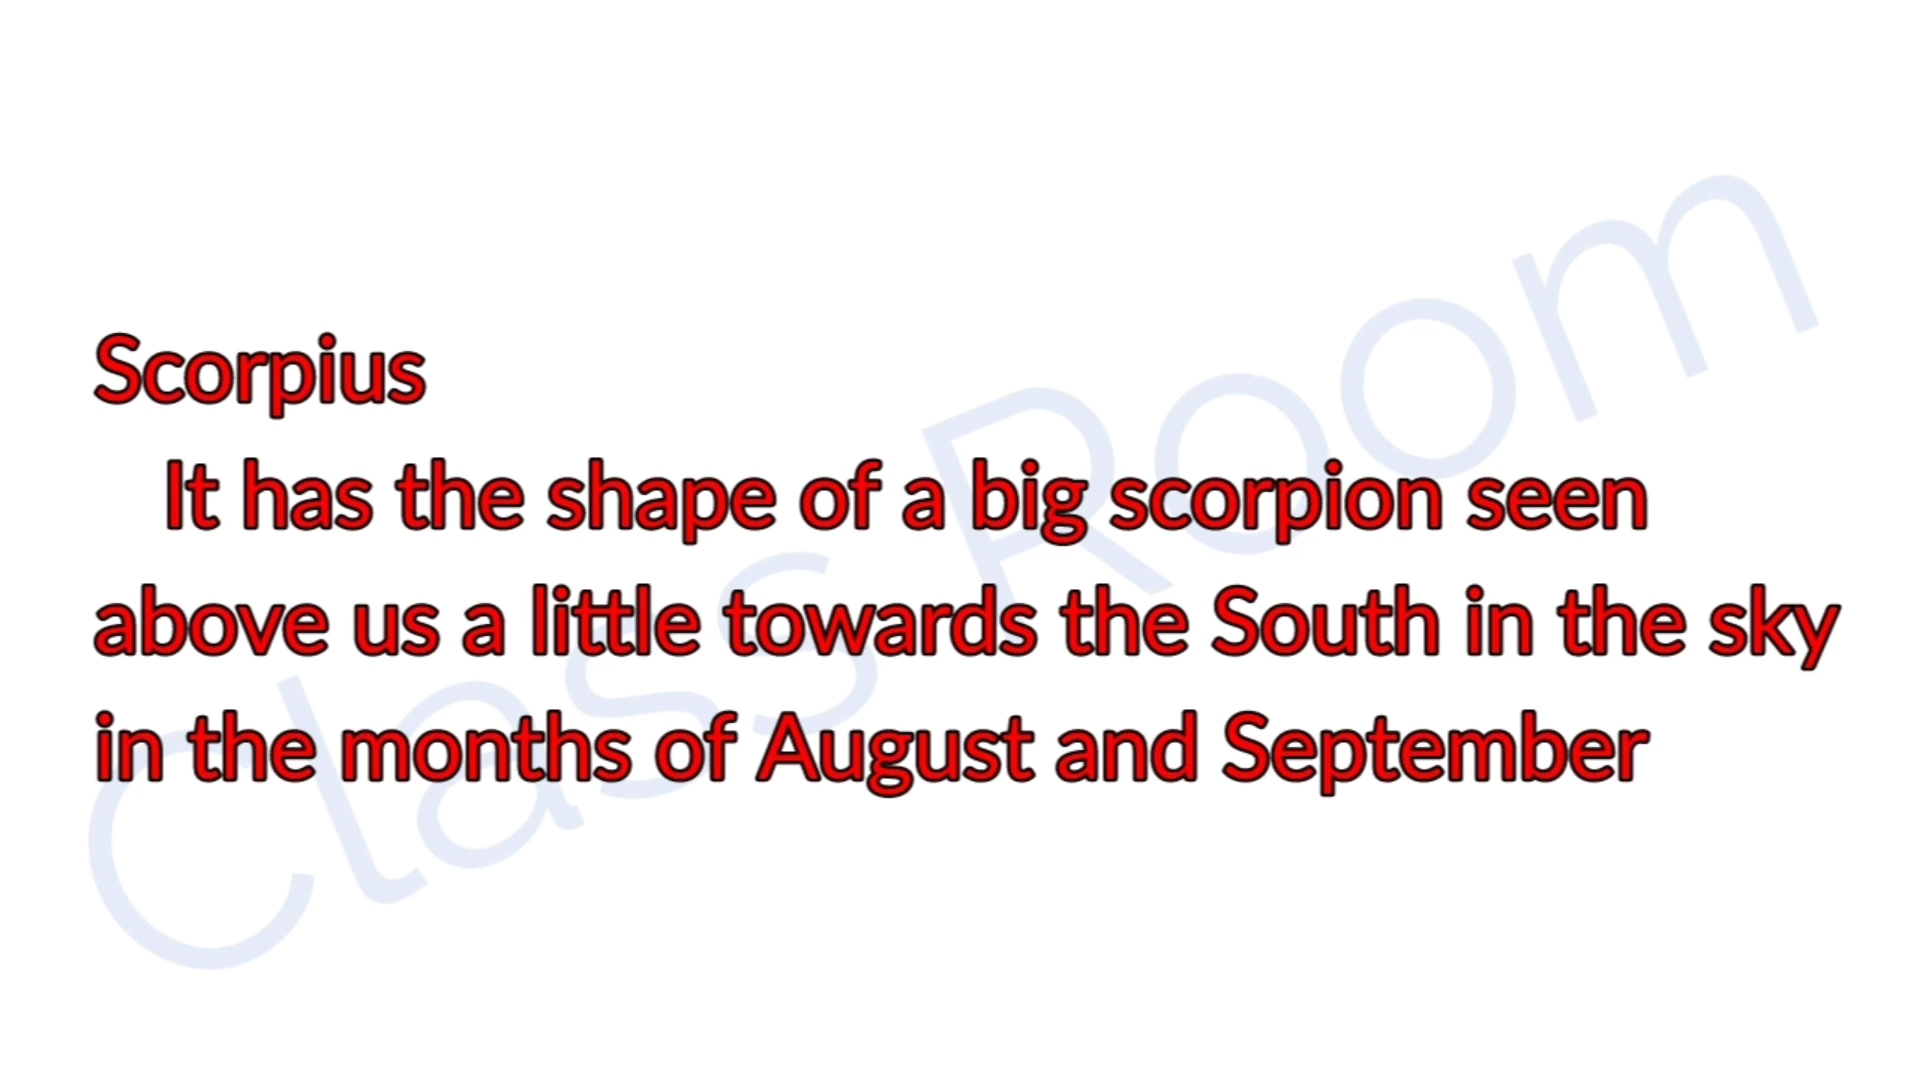 Scorpius
It has the shape of a big scorpion seen
above us a little towards the South in the sky
in the months of August and September
Class Room